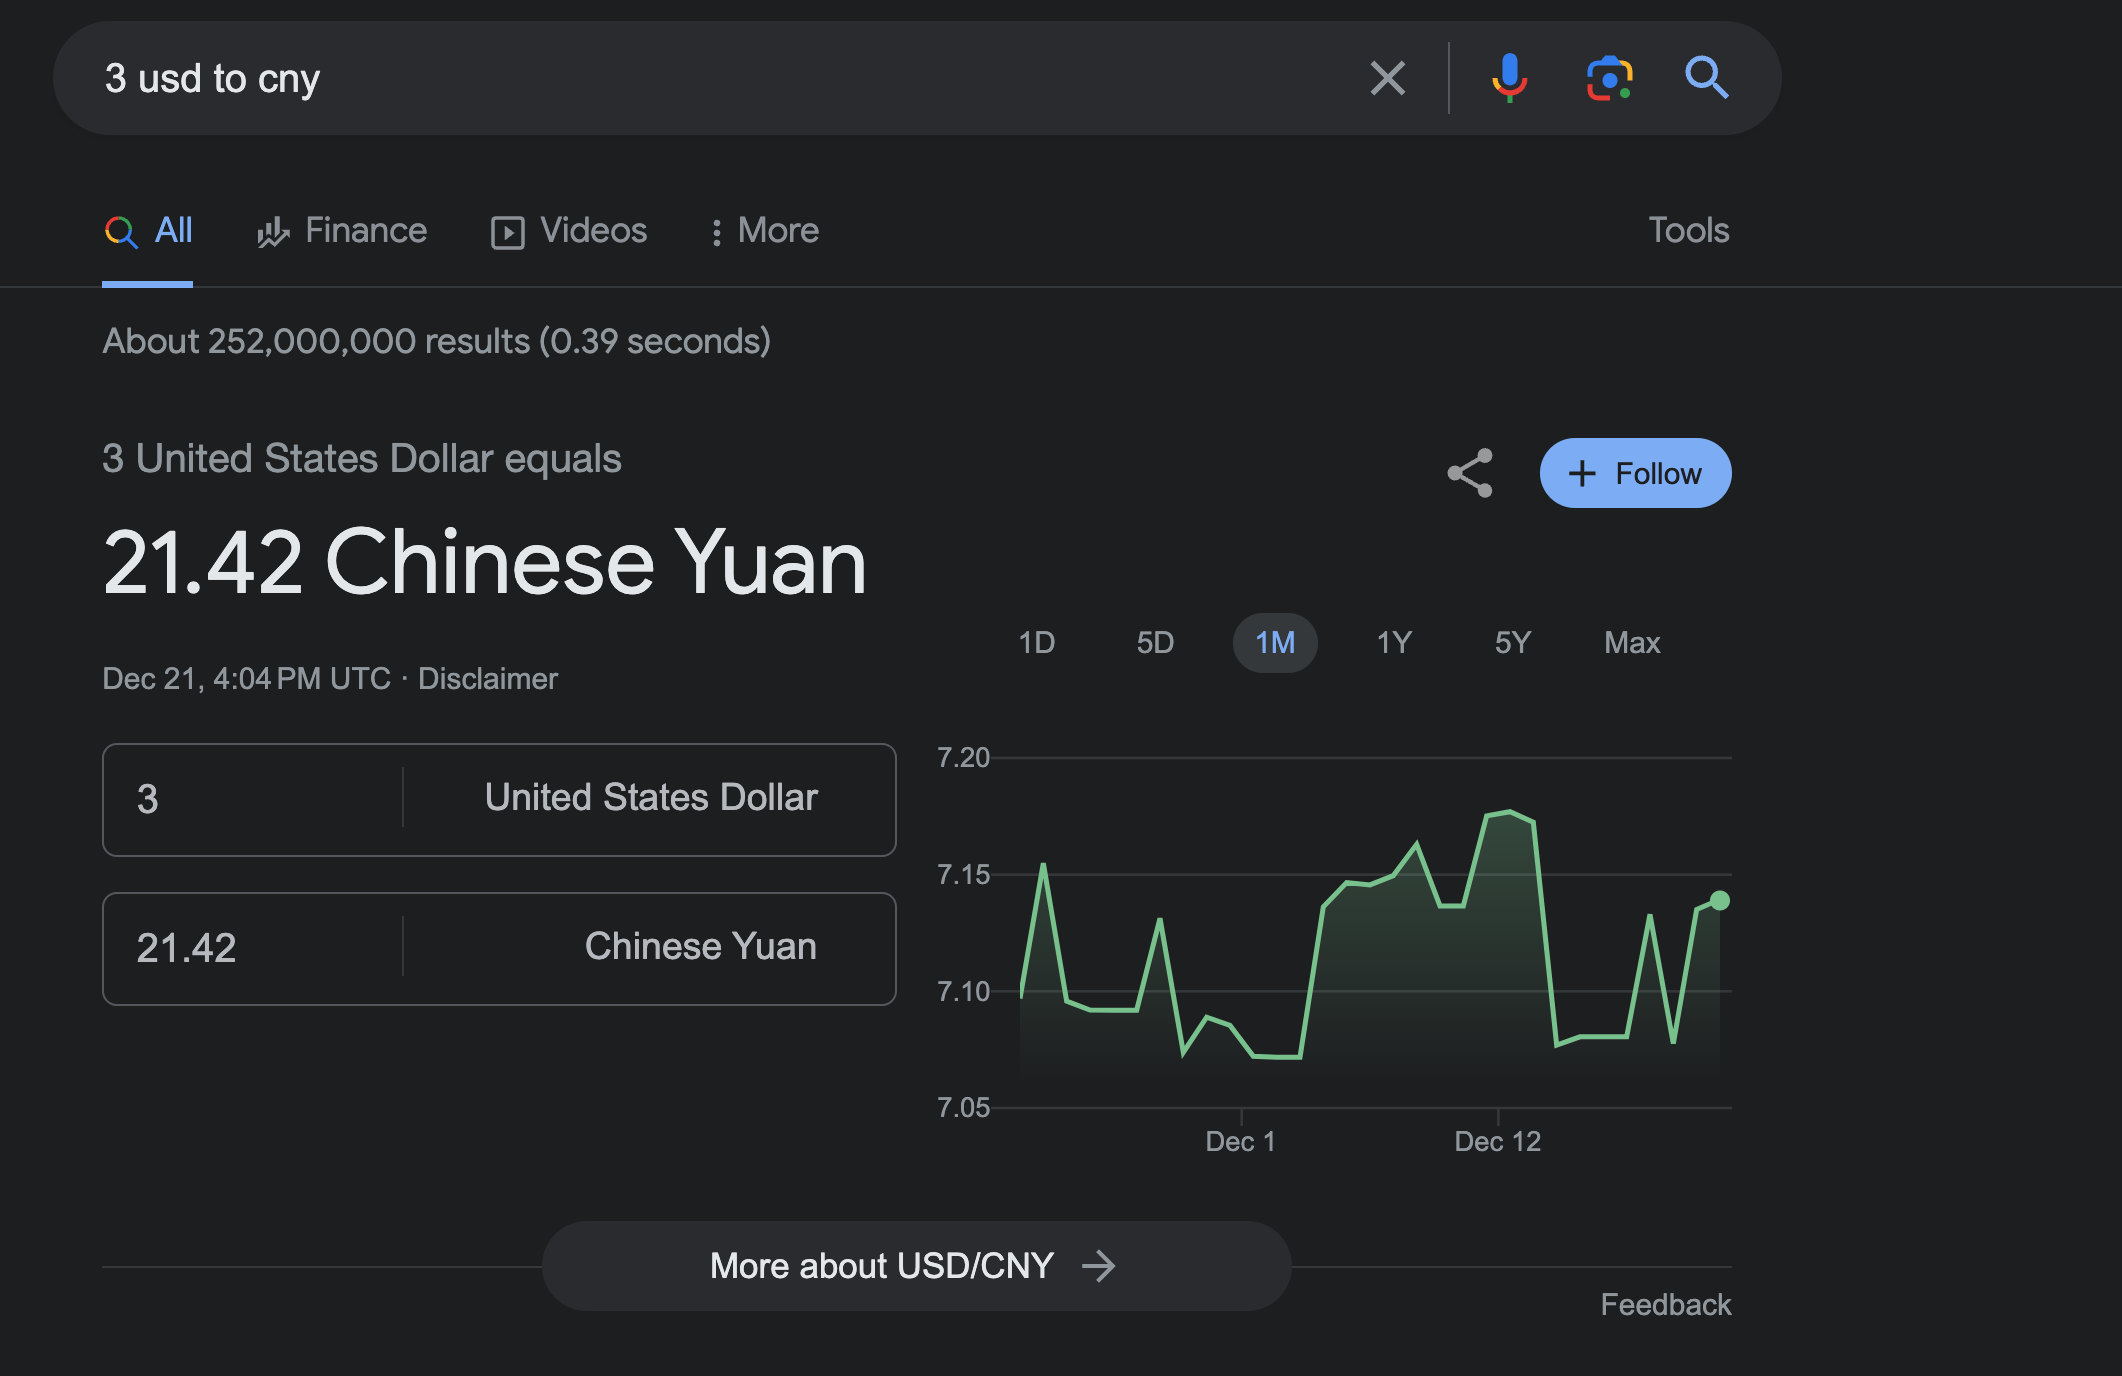 3 usd to cny
All
Finance
Videos
More
Tools
About 252,000,000 results (0.39 seconds)
3 United States Dollar equals
Follow
21.42 Chinese Yuan
Dec 21, 4:04 PM UTC · Disclaimer
3
United States Dollar
21.42
Chinese Yuan
1D
5D
1M
1Y
5Y
Max
7.20
7.15
7.10
7.05
Dec 1
Dec 12
More about USD/CNY
Feedback